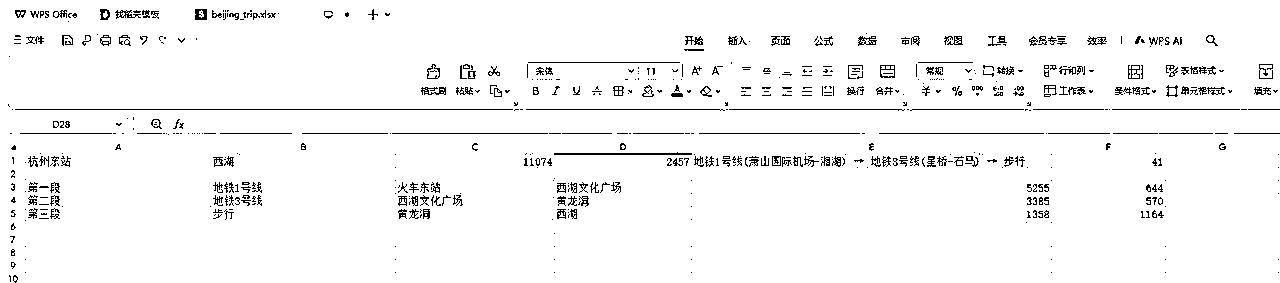 WPS Office 找稻壳模板 S beijing_trip.xlsx
三 文件 开始 插入 页面 公式 数据 审阅 视图 工具 会员专享 效率 WPS AI
格式刷 粘贴 宋体 11 A+ A- 换行 合并 常规 转换 行和列 工作表 条件格式 表格样式 单元格样式 填充
B I U A A ¥ % 000
D28 fx
A B C D E F G
1 杭州东站 西湖 11074 2457 地铁1号线(萧山国际机场-湘湖) → 地铁3号线(星桥-石马) → 步行 41
2
3 第一段 地铁1号线 火车东站 西湖文化广场 5255 644
4 第二段 地铁3号线 西湖文化广场 黄龙洞 3385 570
5 第三段 步行 黄龙洞 西湖 1358 1164
6
7
8
9
10